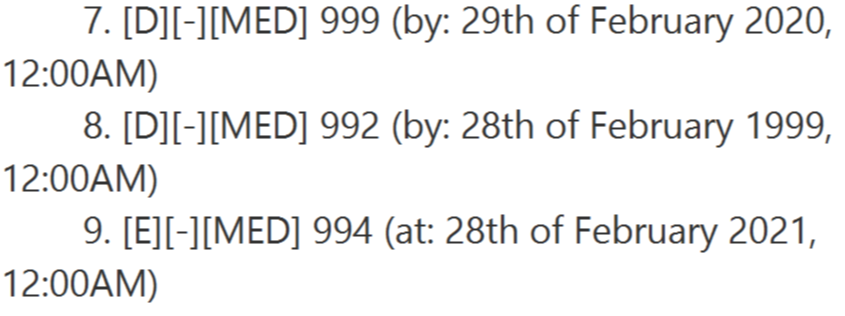 7. [D][-][MED] 999 (by: 29th of February 2020,
12:00AM)
8. [D][-][MED] 992 (by: 28th of February 1999,
12:00AM)
9. [E][-][MED] 994 (at: 28th of February 2021,
12:00AM)